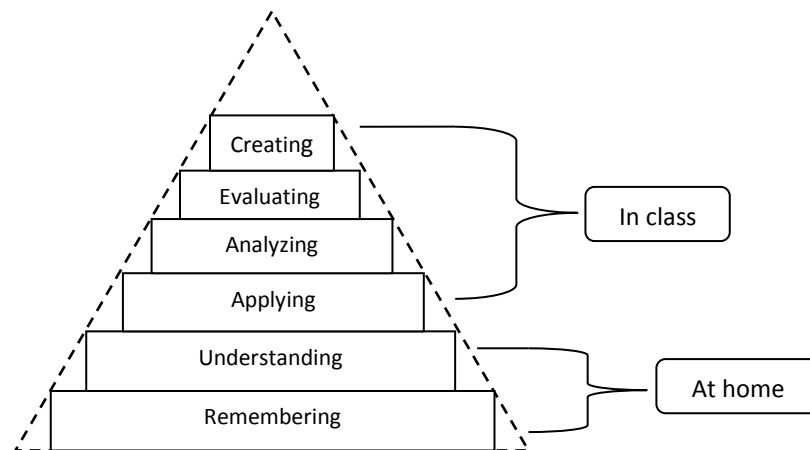 Creating
Evaluating
Analyzing
Applying
Understanding
Remembering
In class
At home